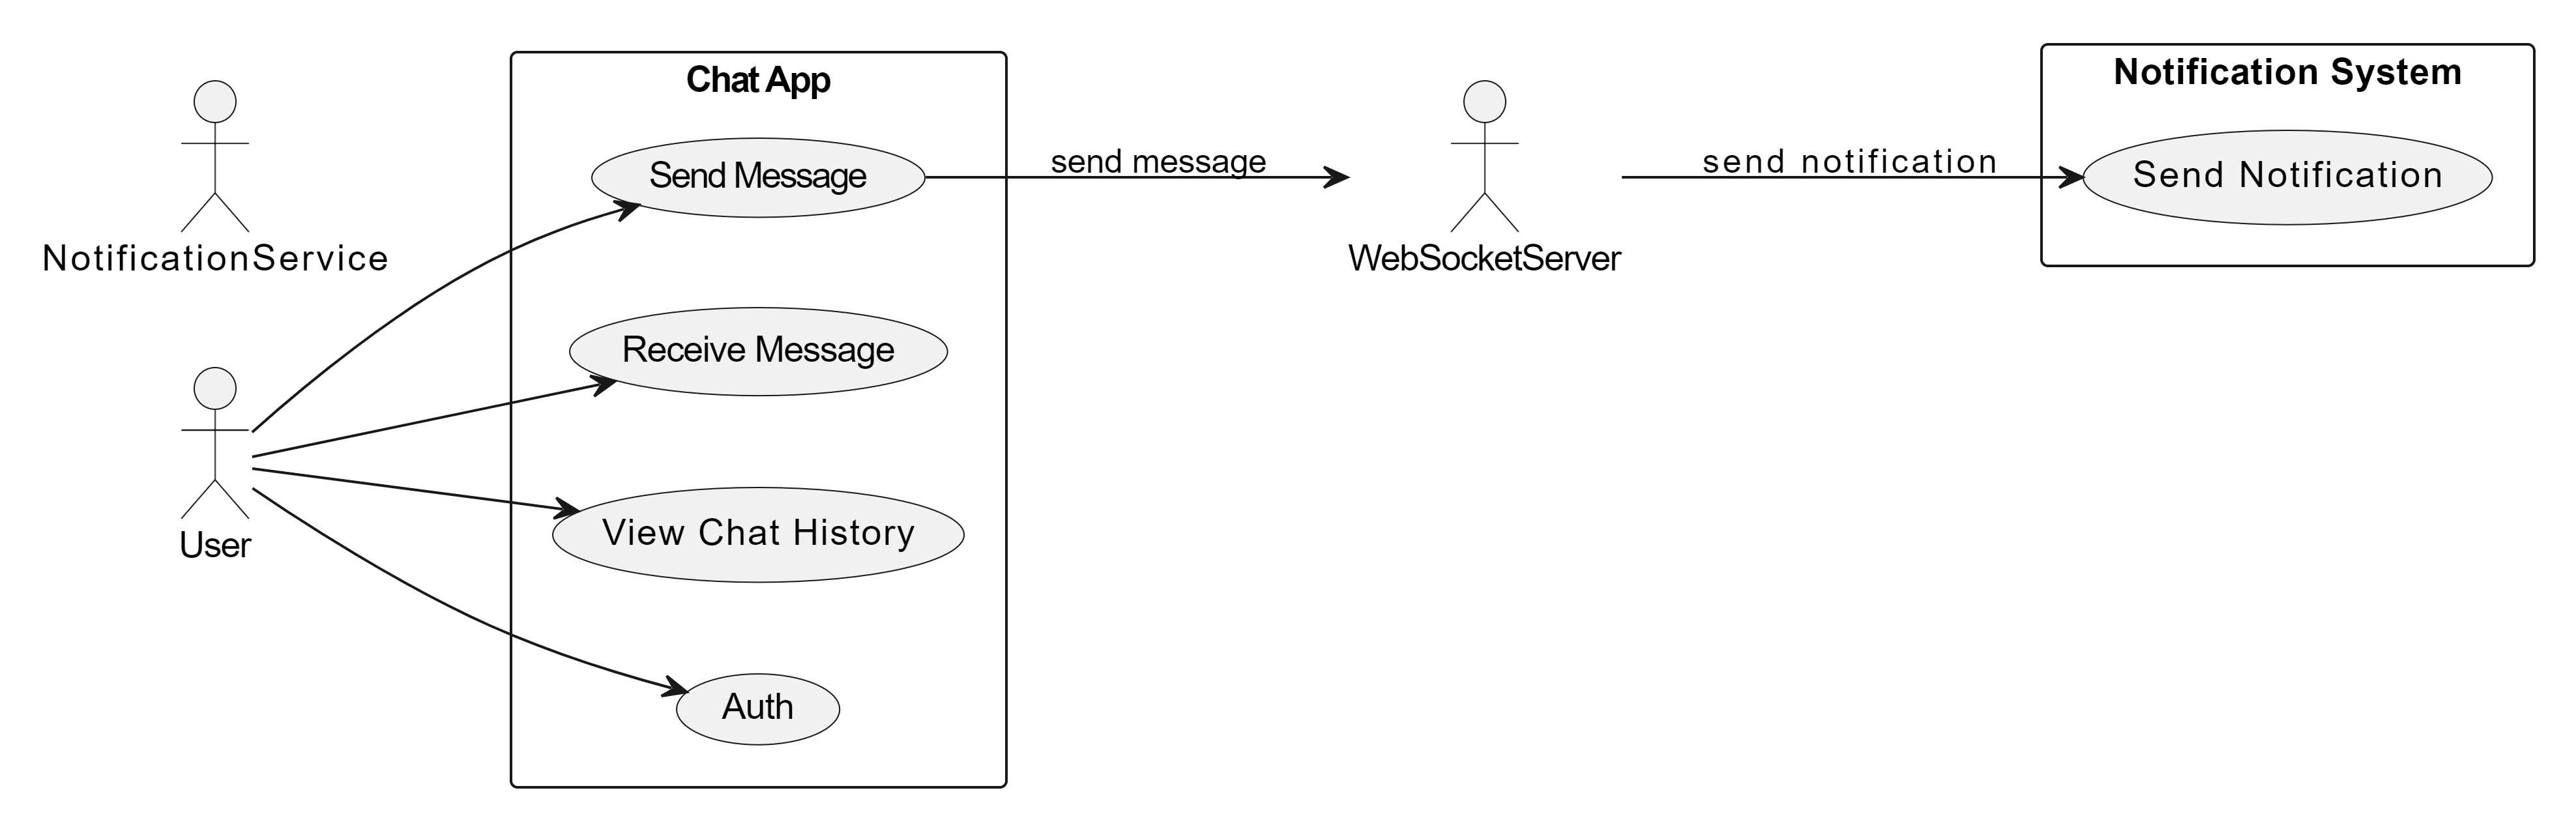 Chat App
Notification System
send message
send notification
Send Message
Send Notification
NotificationService
WebSocketServer
Receive Message
View Chat History
User
Auth